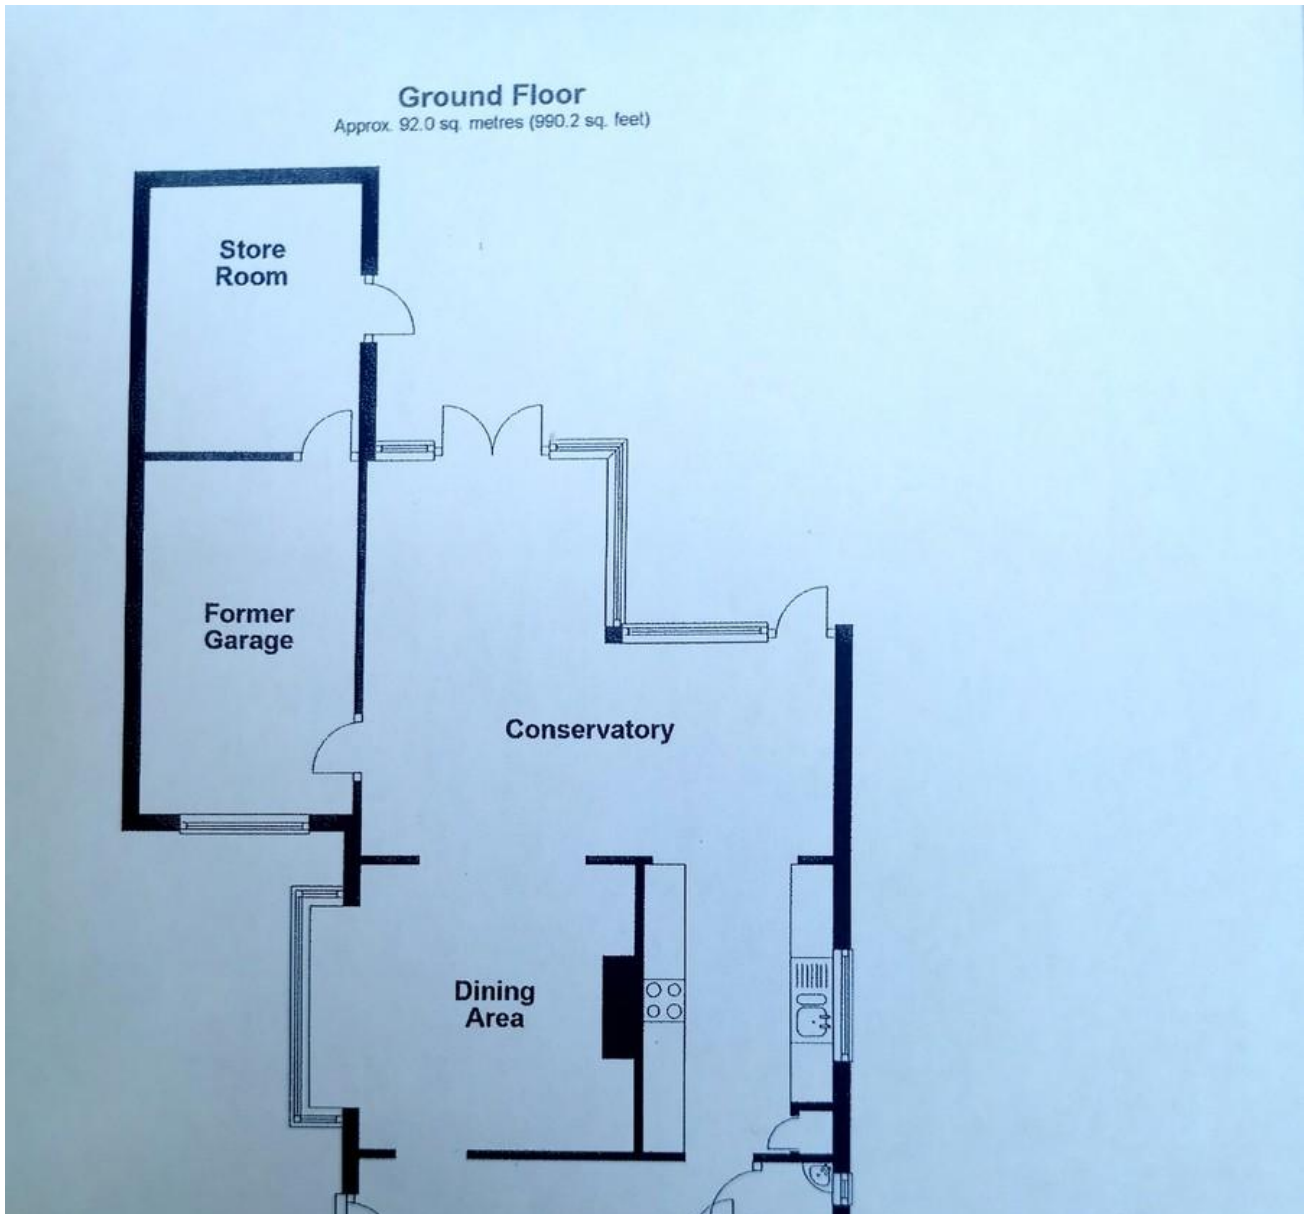 Ground Floor
Approx. 92.0 sq. metres (990.2 sq. feet)
Store
Room
Former
Garage
Conservatory
Dining
Area